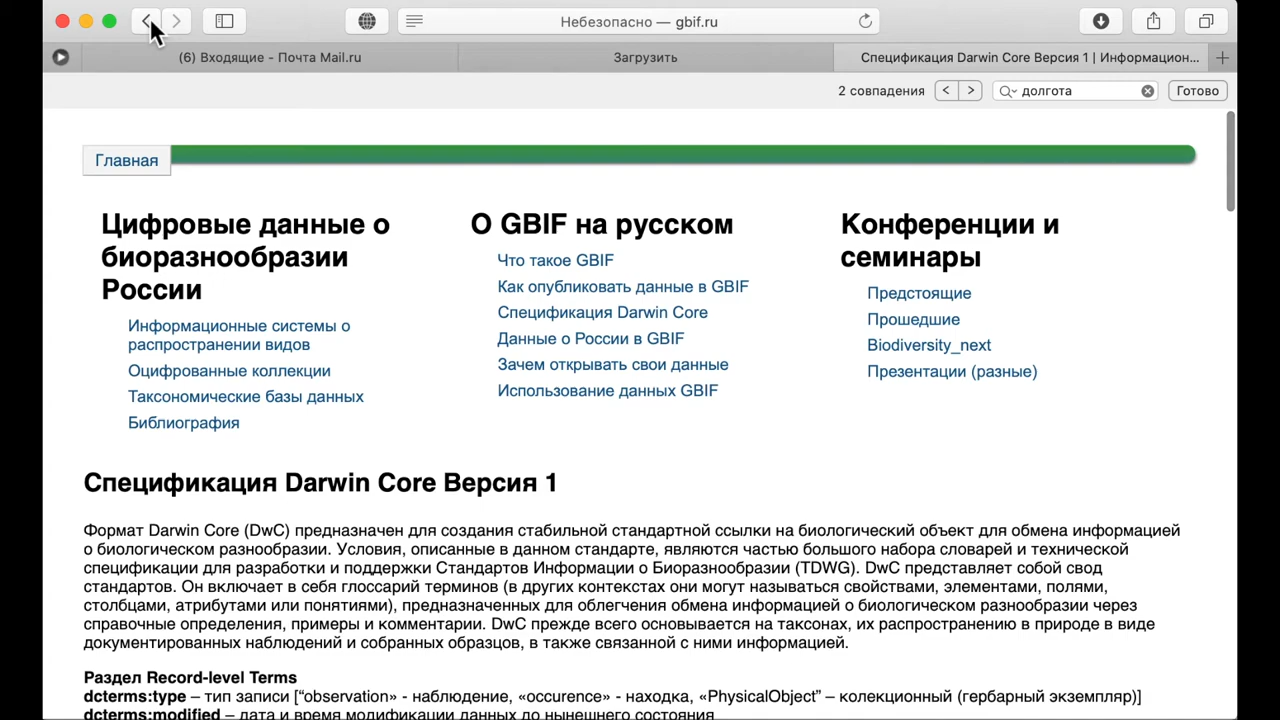 Небезопасно — gbif.ru
(6) Входящие - Почта Mail.ru
Загрузить
Спецификация Darwin Core Версия 1 | Информацион...
2 совпадения
долгота
Готово
Главная
Цифровые данные о
биоразнообразии
России
Информационные системы о
распространении видов
Оцифрованные коллекции
Таксономические базы данных
Библиография
О GBIF на русском
Что такое GBIF
Как опубликовать данные в GBIF
Спецификация Darwin Core
Данные о России в GBIF
Зачем открывать свои данные
Использование данных GBIF
Конференции и
семинары
Предстоящие
Прошедшие
Biodiversity_next
Презентации (разные)
Спецификация Darwin Core Версия 1
Формат Darwin Core (DwC) предназначен для создания стабильной стандартной ссылки на биологический объект для обмена информацией
о биологическом разнообразии. Условия, описанные в данном стандарте, являются частью большого набора словарей и технической
спецификации для разработки и поддержки Стандартов Информации о Биоразнообразии (TDWG). DwC представляет собой свод
стандартов. Он включает в себя глоссарий терминов (в других контекстах они могут называться свойствами, элементами, полями,
столбцами, атрибутами или понятиями), предназначенных для облегчения обмена информацией о биологическом разнообразии через
справочные определения, примеры и комментарии. DwC прежде всего основывается на таксонах, их распространению в природе в виде
документированных наблюдений и собранных образцов, в также связанной с ними информацией.
Раздел Record-level Terms
dcterms:type – тип записи [“observation» - наблюдение, «occurence» - находка, «PhysicalObject” – колекционный (гербарный экземпляр)]
dcterms:modified – дата и время модификации данных до нынешнего состояния